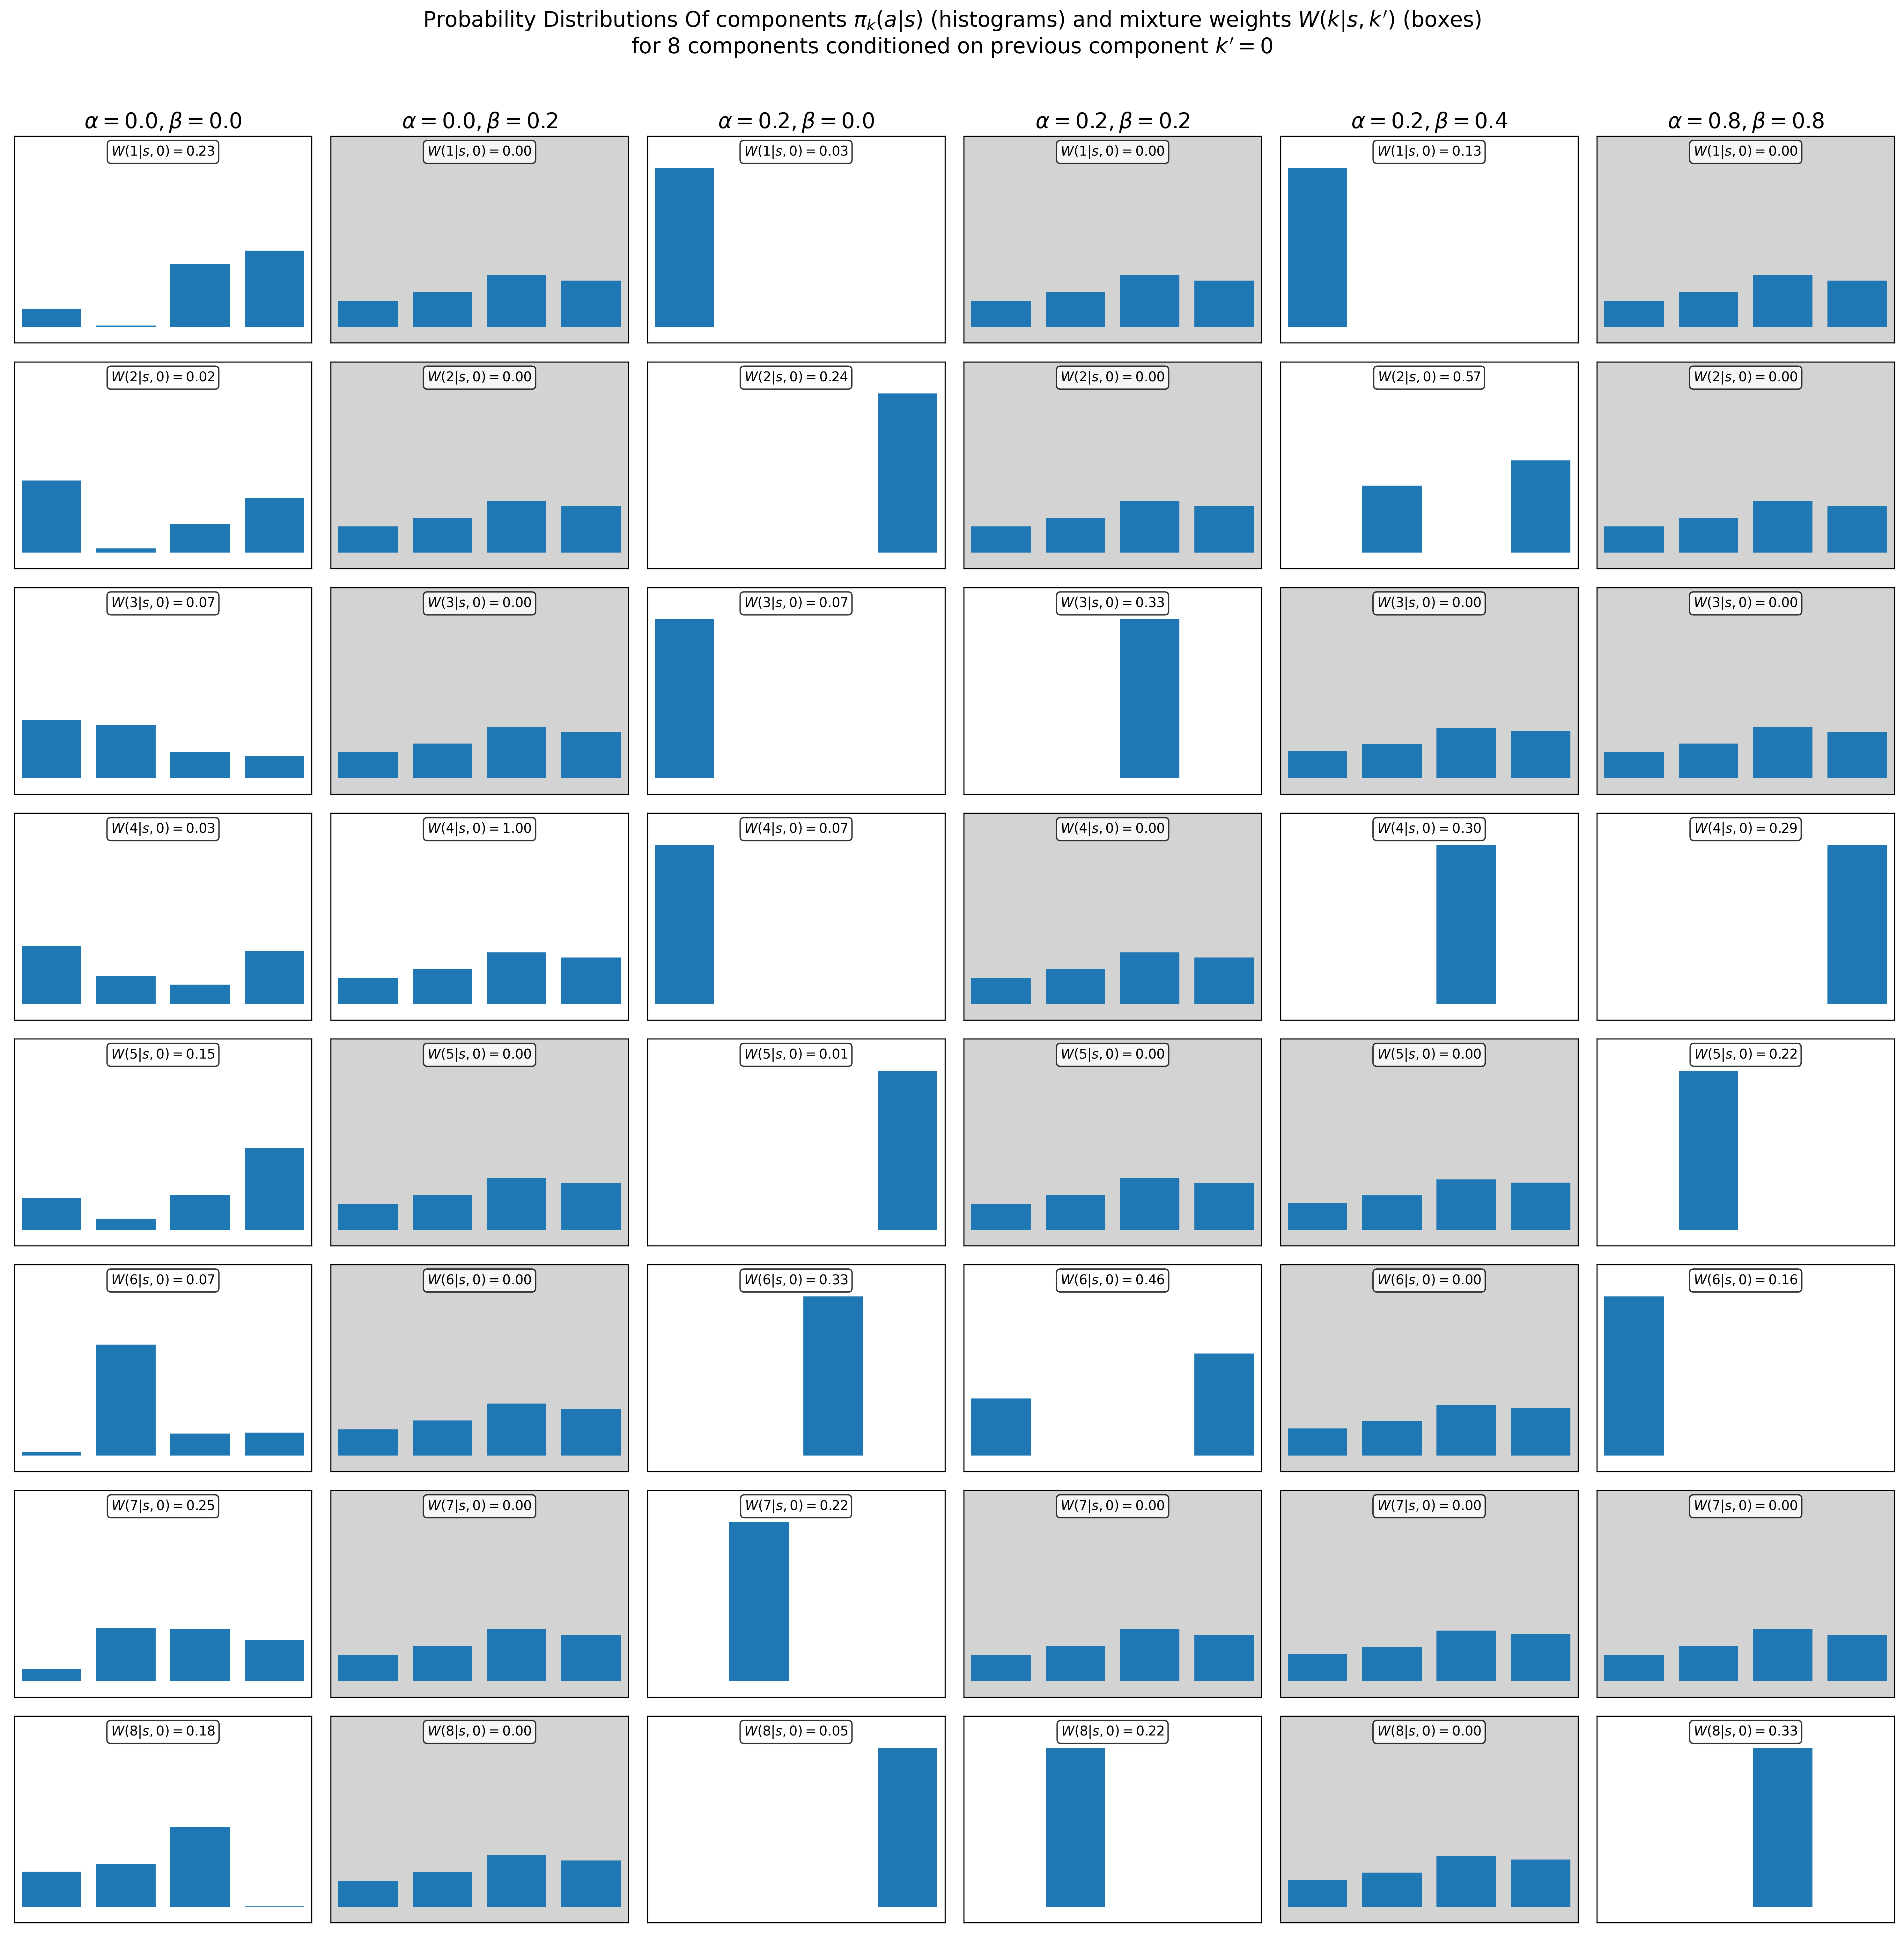 Probability Distributions Of components $\pi_k(a|s)$ (histograms) and mixture weights $W(k|s,k')$ (boxes)
for 8 components conditioned on previous component $k'=0$
α = 0.0, β = 0.0
α = 0.0, β = 0.2
α = 0.2, β = 0.0
α = 0.2, β = 0.2
α = 0.2, β = 0.4
α = 0.8, β = 0.8
W(1|s, 0) = 0.23
W(1|s, 0) = 0.00
W(1|s, 0) = 0.03
W(1|s, 0) = 0.00
W(1|s, 0) = 0.13
W(1|s, 0) = 0.00
W(2|s, 0) = 0.02
W(2|s, 0) = 0.00
W(2|s, 0) = 0.24
W(2|s, 0) = 0.00
W(2|s, 0) = 0.57
W(2|s, 0) = 0.00
W(3|s, 0) = 0.07
W(3|s, 0) = 0.00
W(3|s, 0) = 0.07
W(3|s, 0) = 0.33
W(3|s, 0) = 0.00
W(3|s, 0) = 0.00
W(4|s, 0) = 0.03
W(4|s, 0) = 1.00
W(4|s, 0) = 0.07
W(4|s, 0) = 0.00
W(4|s, 0) = 0.30
W(4|s, 0) = 0.29
W(5|s, 0) = 0.15
W(5|s, 0) = 0.00
W(5|s, 0) = 0.01
W(5|s, 0) = 0.00
W(5|s, 0) = 0.00
W(5|s, 0) = 0.22
W(6|s, 0) = 0.07
W(6|s, 0) = 0.00
W(6|s, 0) = 0.33
W(6|s, 0) = 0.46
W(6|s, 0) = 0.00
W(6|s, 0) = 0.16
W(7|s, 0) = 0.25
W(7|s, 0) = 0.00
W(7|s, 0) = 0.22
W(7|s, 0) = 0.00
W(7|s, 0) = 0.00
W(7|s, 0) = 0.00
W(8|s, 0) = 0.18
W(8|s, 0) = 0.00
W(8|s, 0) = 0.05
W(8|s, 0) = 0.22
W(8|s, 0) = 0.00
W(8|s, 0) = 0.33